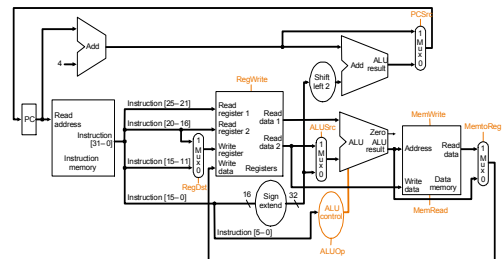 PCSrc
1
M
u
x
0
Add
Add
ALU
result
4
Shift
left 2
RegWrite
PC
Read
address
Instruction
[31–0]
Instruction
memory
Instruction [25–21]
Instruction [20–16]
Instruction [15–11]
Instruction [15–0]
Instruction [5–0]
1
M
u
x
0
RegDst
Read
register 1
Read
register 2
Write
register
Write
data
Read
data 1
Read
data 2
Registers
ALUSrc
1
M
u
x
0
Zero
ALU
ALU
result
MemWrite
Address
Read
data
Write
data
Data
memory
MemRead
MemtoReg
1
M
u
x
0
16
Sign
extend
32
ALU
control
ALUOp